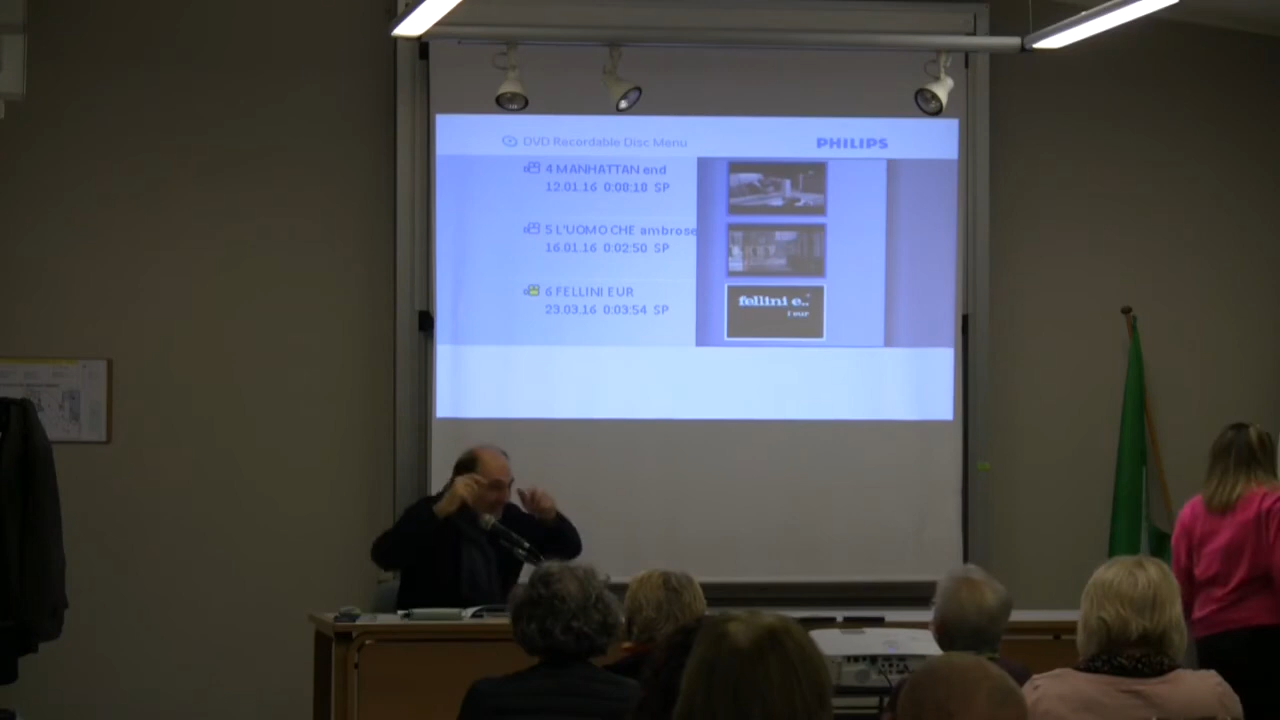 DVD Recordable Disc Menu
PHILIPS
4 MANHATTAN end
12.01.16 0:00:18 SP
5 L'UOMO CHE ambrose
16.01.16 0:02:50 SP
6 FELLINI EUR
23.03.16 0:03:54 SP
fellini e..